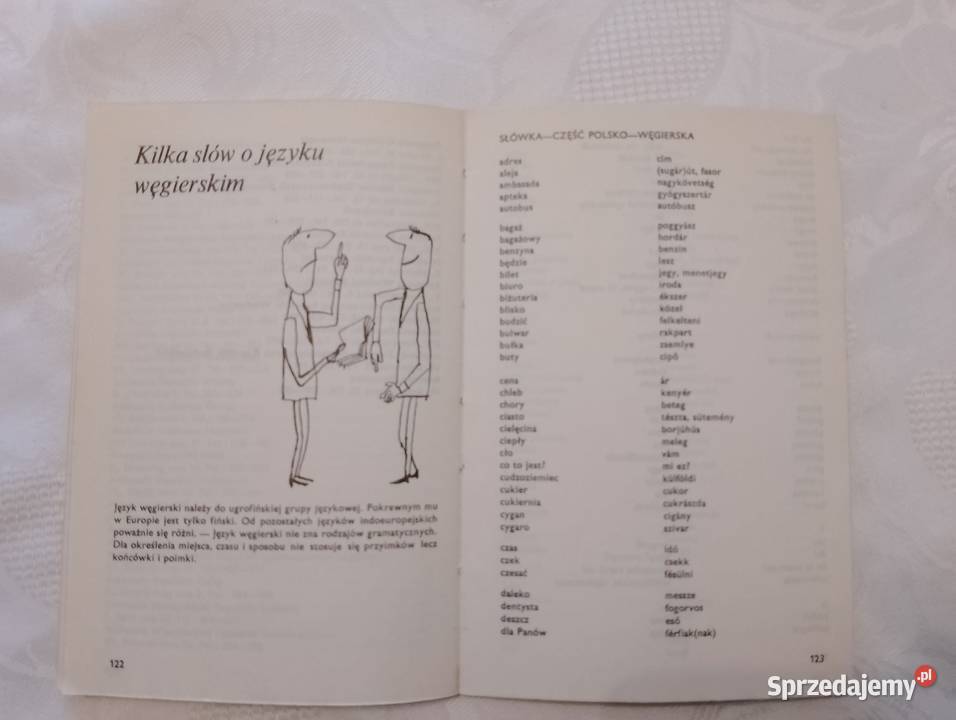 Kilka słów o języku
węgierskim
Język węgierski należy do ugrofińskiej grupy językowej. Pokrewnym mu
w Europie jest tylko fiński. Od pozostałych języków indoeuropejskich
poważnie się różni. — Język węgierski nie zna rodzajów gramatycznych.
Dla określenia miejsca, czasu i sposobu nie stosuje się przyimków lecz
końcówki i poimki.
122
SŁÓWKA—CZĘŚĆ POLSKO—WĘGIERSKA
adres cím
aleja (sugár)út, fasor
ambasada nagykövetség
apteka gyógyszertár
autobus autóbusz
bagaż poggyász
bagażowy hordár
benzyna benzin
będzie lesz
bilet jegy, menetjegy
biuro iroda
biżuteria ékszer
blisko közel
budzić felkelteni
bulwar rakpart
bułka zsemlye
buty cipő
cena ár
chleb kenyér
chory beteg
ciasto tészta, sütemény
cielęcina borjúhús
ciepły meleg
cło vám
co to jest? mi ez?
cudzoziemiec külföldi
cukier cukor
cukiernia cukrászda
cygan cigány
cygaro szivar
czas idő
czek csekk
czesać fésülni
daleko messze
dentysta fogorvos
deszcz eső
dla Panów férfiak(nak)
123
Sprzedajemy.pl